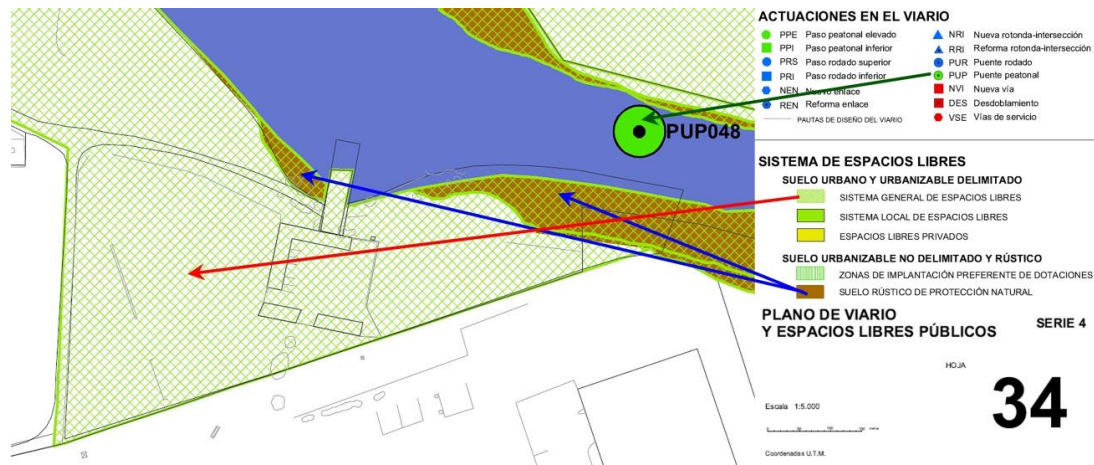 PUP048
ACTUACIONES EN EL VIARIO
PPE Paso peatonal elevado
PPI Paso peatonal inferior
PRS Paso rodado superior
PRI Paso rodado inferior
NEN Nuevo enlace
REN Reforma enlace
PAUTAS DE DISEÑO DEL VIARIO
NRI Nueva rotonda-intersección
RRI Reforma rotonda-intersección
PUR Puente rodado
PUP Puente peatonal
NVI Nueva vía
DES Desdoblamiento
VSE Vías de servicio
SISTEMA DE ESPACIOS LIBRES
SUELO URBANO Y URBANIZABLE DELIMITADO
SISTEMA GENERAL DE ESPACIOS LIBRES
SISTEMA LOCAL DE ESPACIOS LIBRES
ESPACIOS LIBRES PRIVADOS
SUELO URBANIZABLE NO DELIMITADO Y RÚSTICO
ZONAS DE IMPLANTACIÓN PREFERENTE DE DOTACIONES
SUELO RÚSTICO DE PROTECCIÓN NATURAL
PLANO DE VIARIO
Y ESPACIOS LIBRES PÚBLICOS
SERIE 4
HOJA
34
Escala 1:5.000
Coordenadas U.T.M.